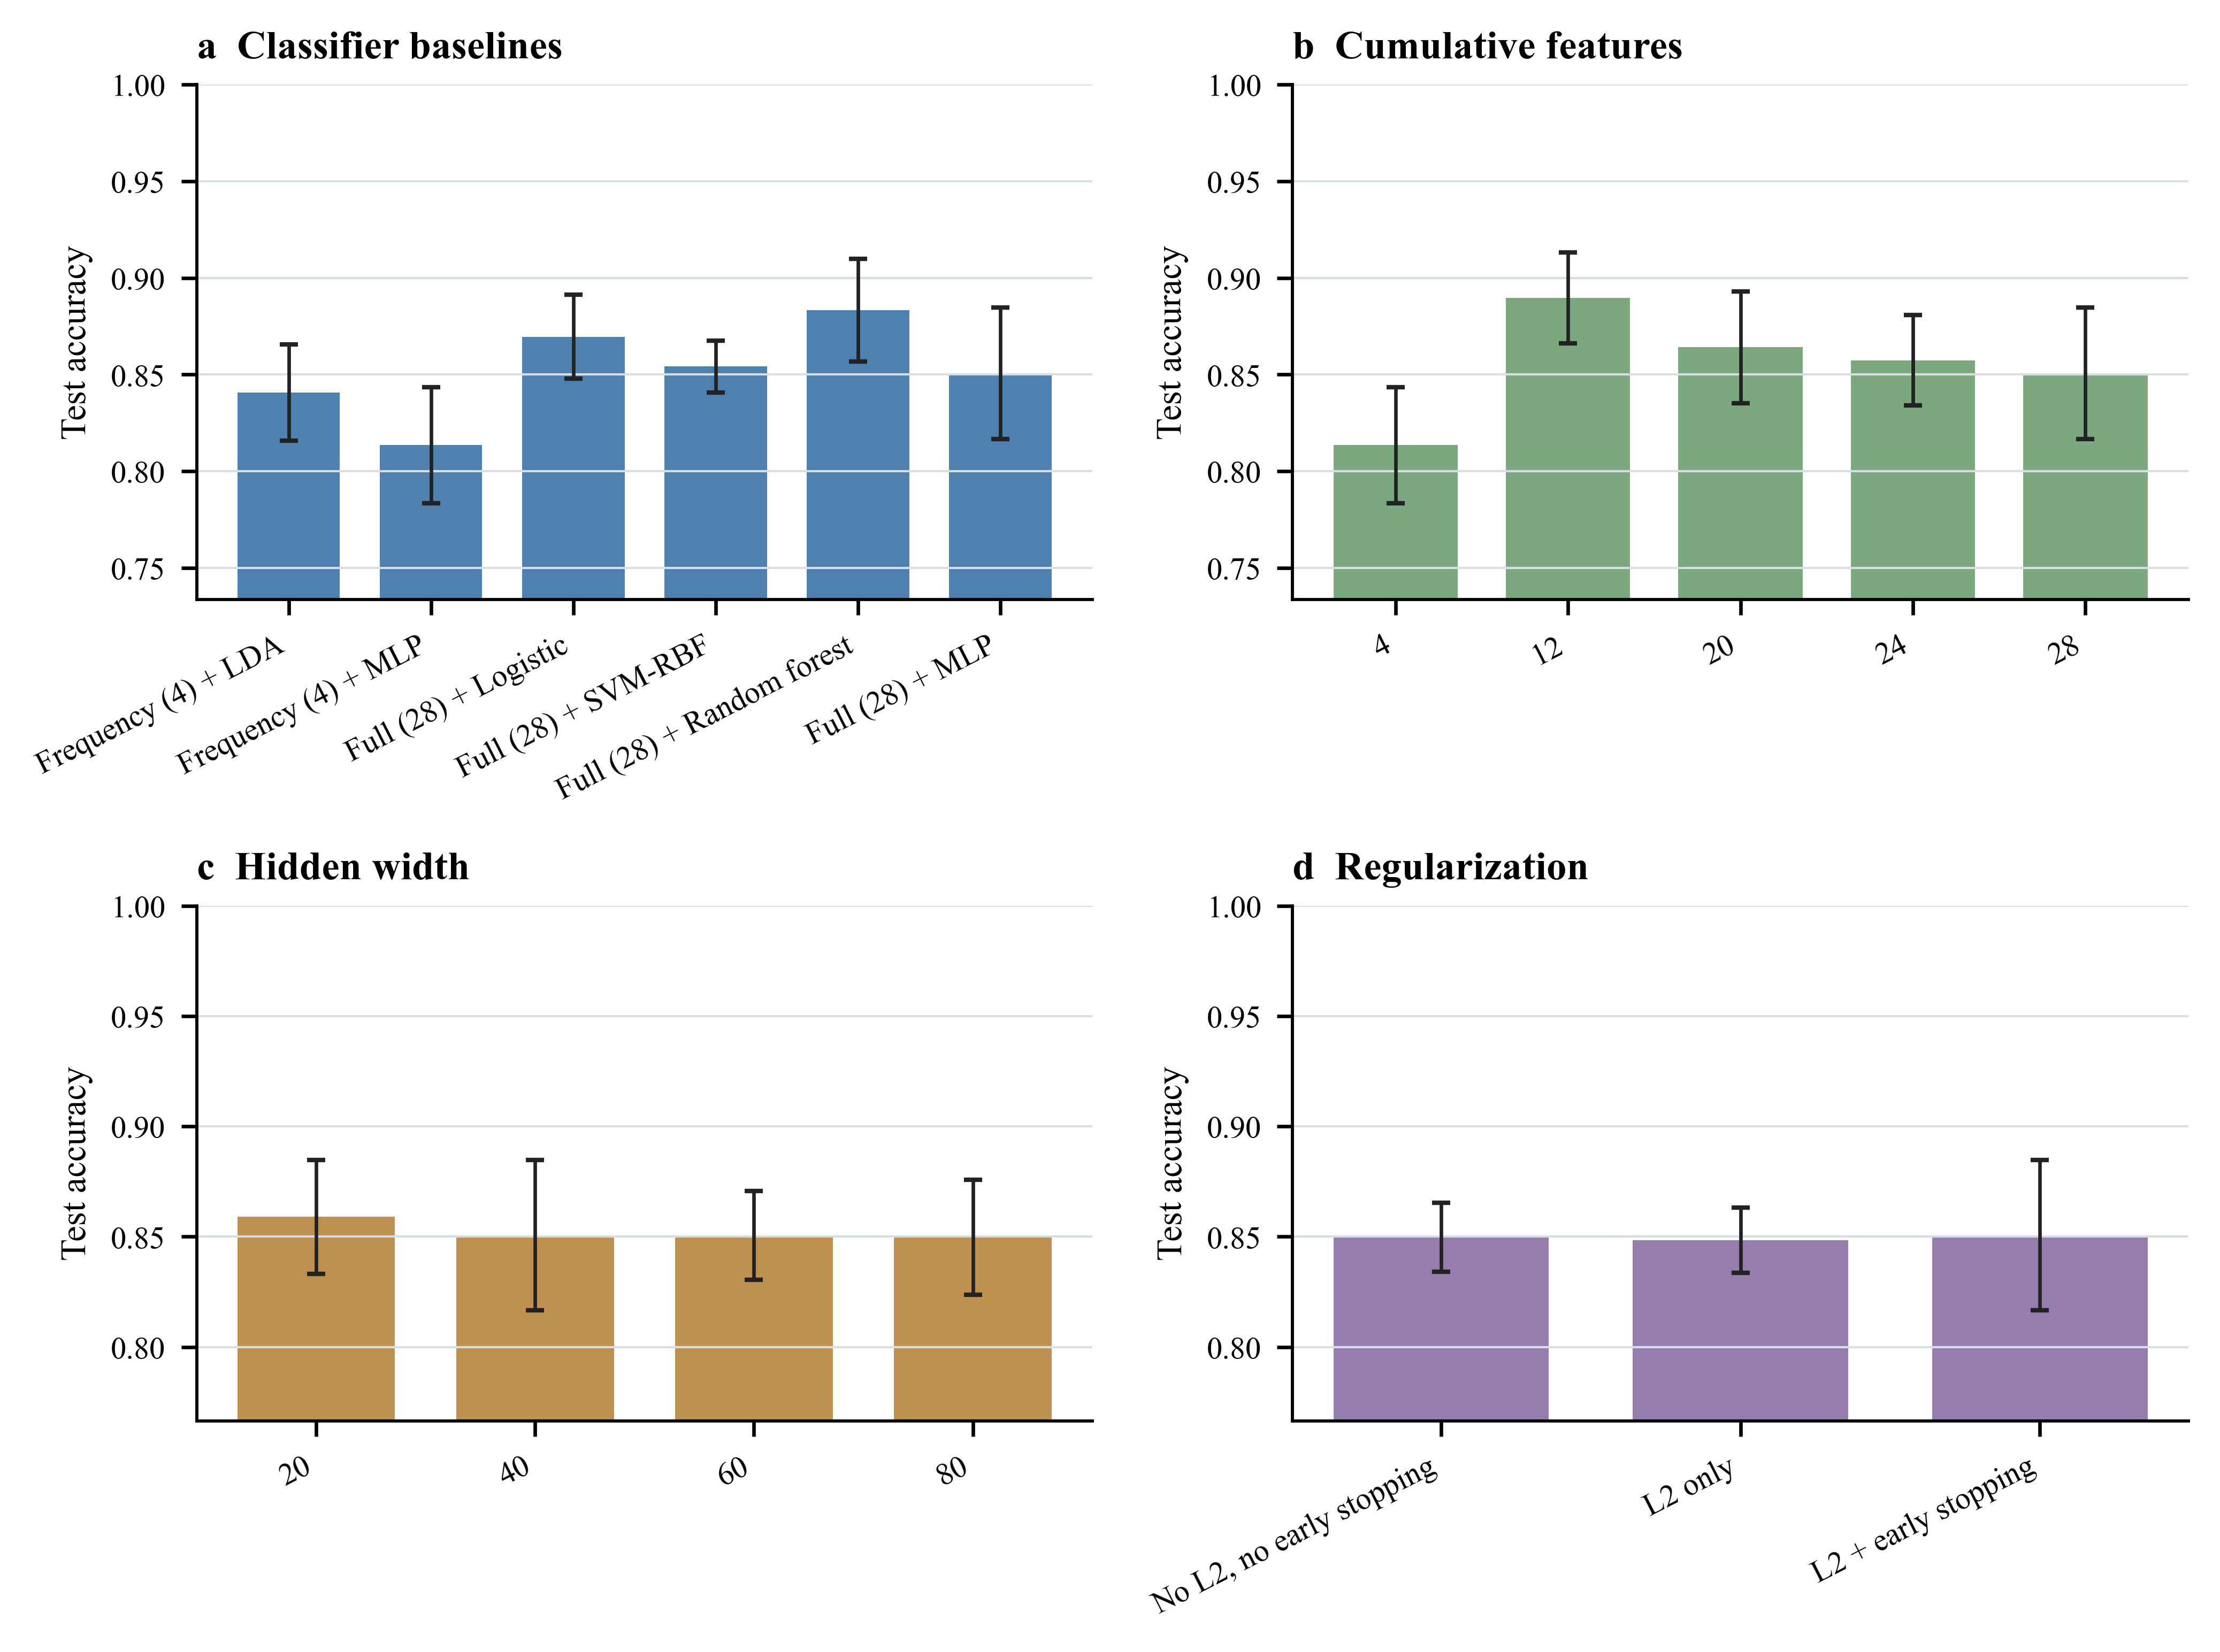 a Classifier baselines
1.00
0.95
0.90
0.85
0.80
0.75
Test accuracy
Frequency (4) + LDA
Frequency (4) + MLP
Full (28) + Logistic
Full (28) + SVM-RBF
Full (28) + Random forest
Full (28) + MLP
b Cumulative features
1.00
0.95
0.90
0.85
0.80
0.75
Test accuracy
4
12
20
24
28
c Hidden width
1.00
0.95
0.90
0.85
0.80
Test accuracy
20
40
60
80
d Regularization
1.00
0.95
0.90
0.85
0.80
Test accuracy
No L2, no early stopping
L2 only
L2 + early stopping